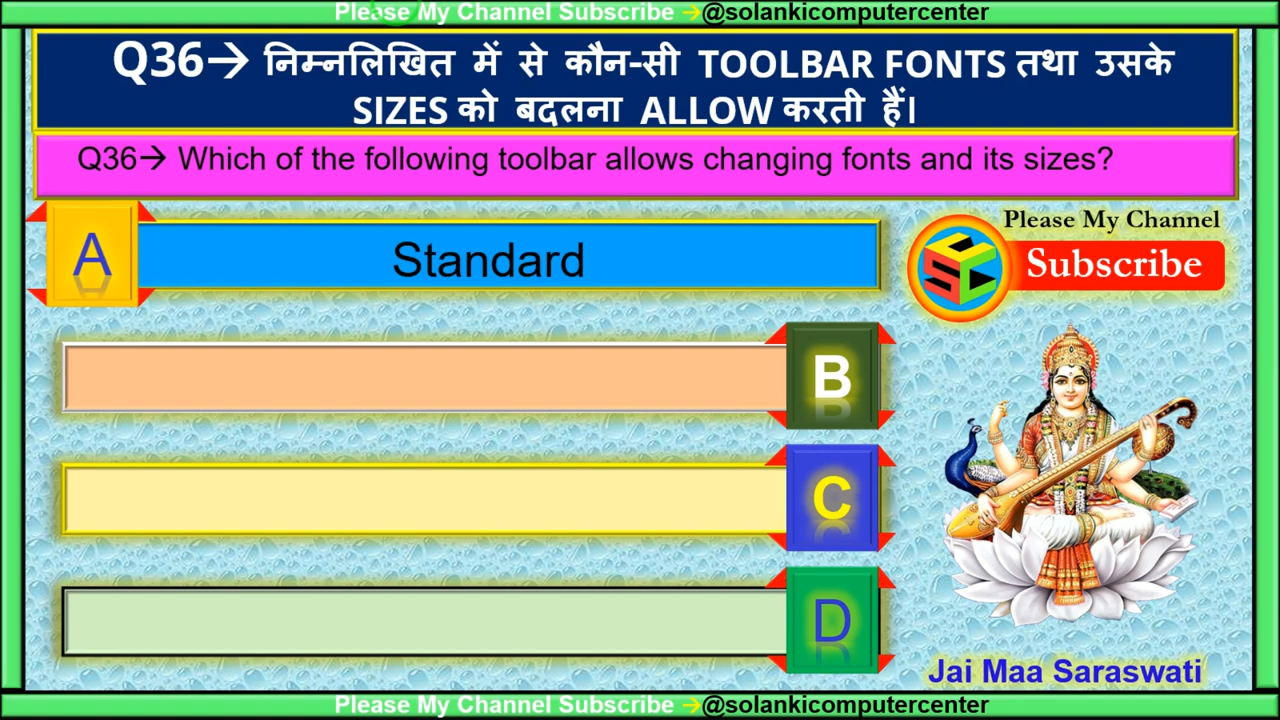 Please My Channel Subscribe → @solankicomputercenter
Q36→ निम्नलिखित में से कौन-सी TOOLBAR FONTS तथा उसके
SIZES को बदलना ALLOW करती हैं।
Q36→ Which of the following toolbar allows changing fonts and its sizes?
A Standard
Please My Channel
SCC Subscribe
B
C
D
Jai Maa Saraswati
Please My Channel Subscribe → @solankicomputercenter